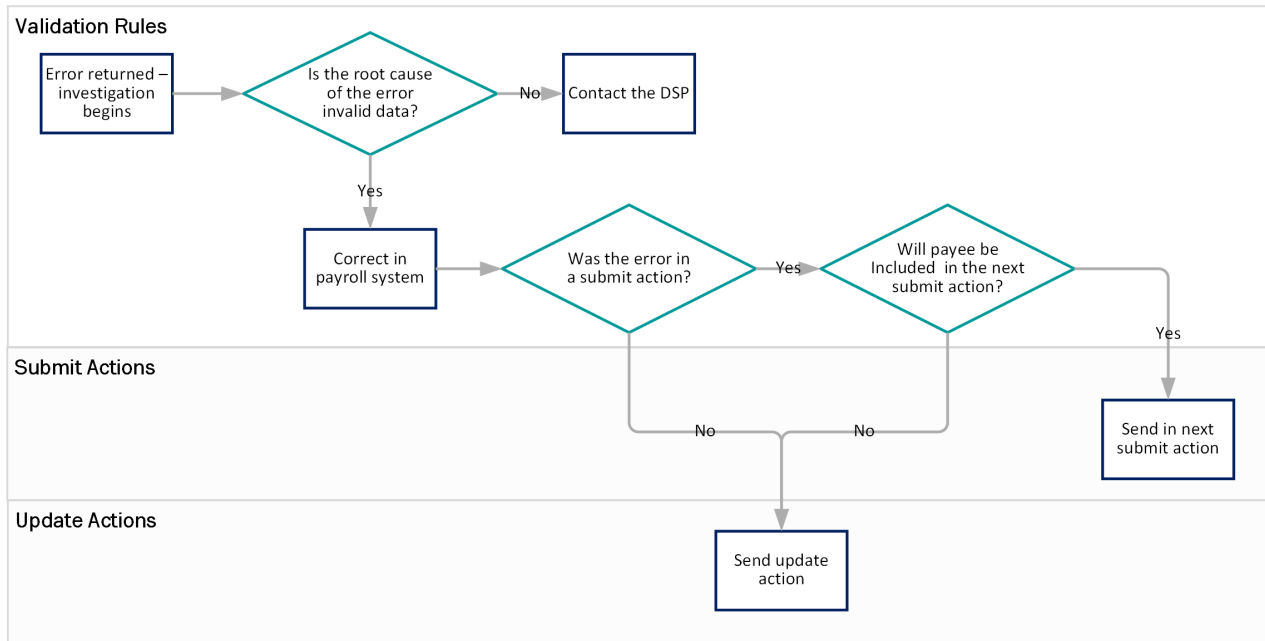 Validation Rules
Error returned –
investigation
begins
Is the root cause
of the error
invalid data?
No
Contact the DSP
Yes
Correct in
payroll system
Was the error in
a submit action?
Yes
Will payee be
Included in the next
submit action?
Yes
Submit Actions
No
No
Send in next
submit action
Update Actions
Send update
action